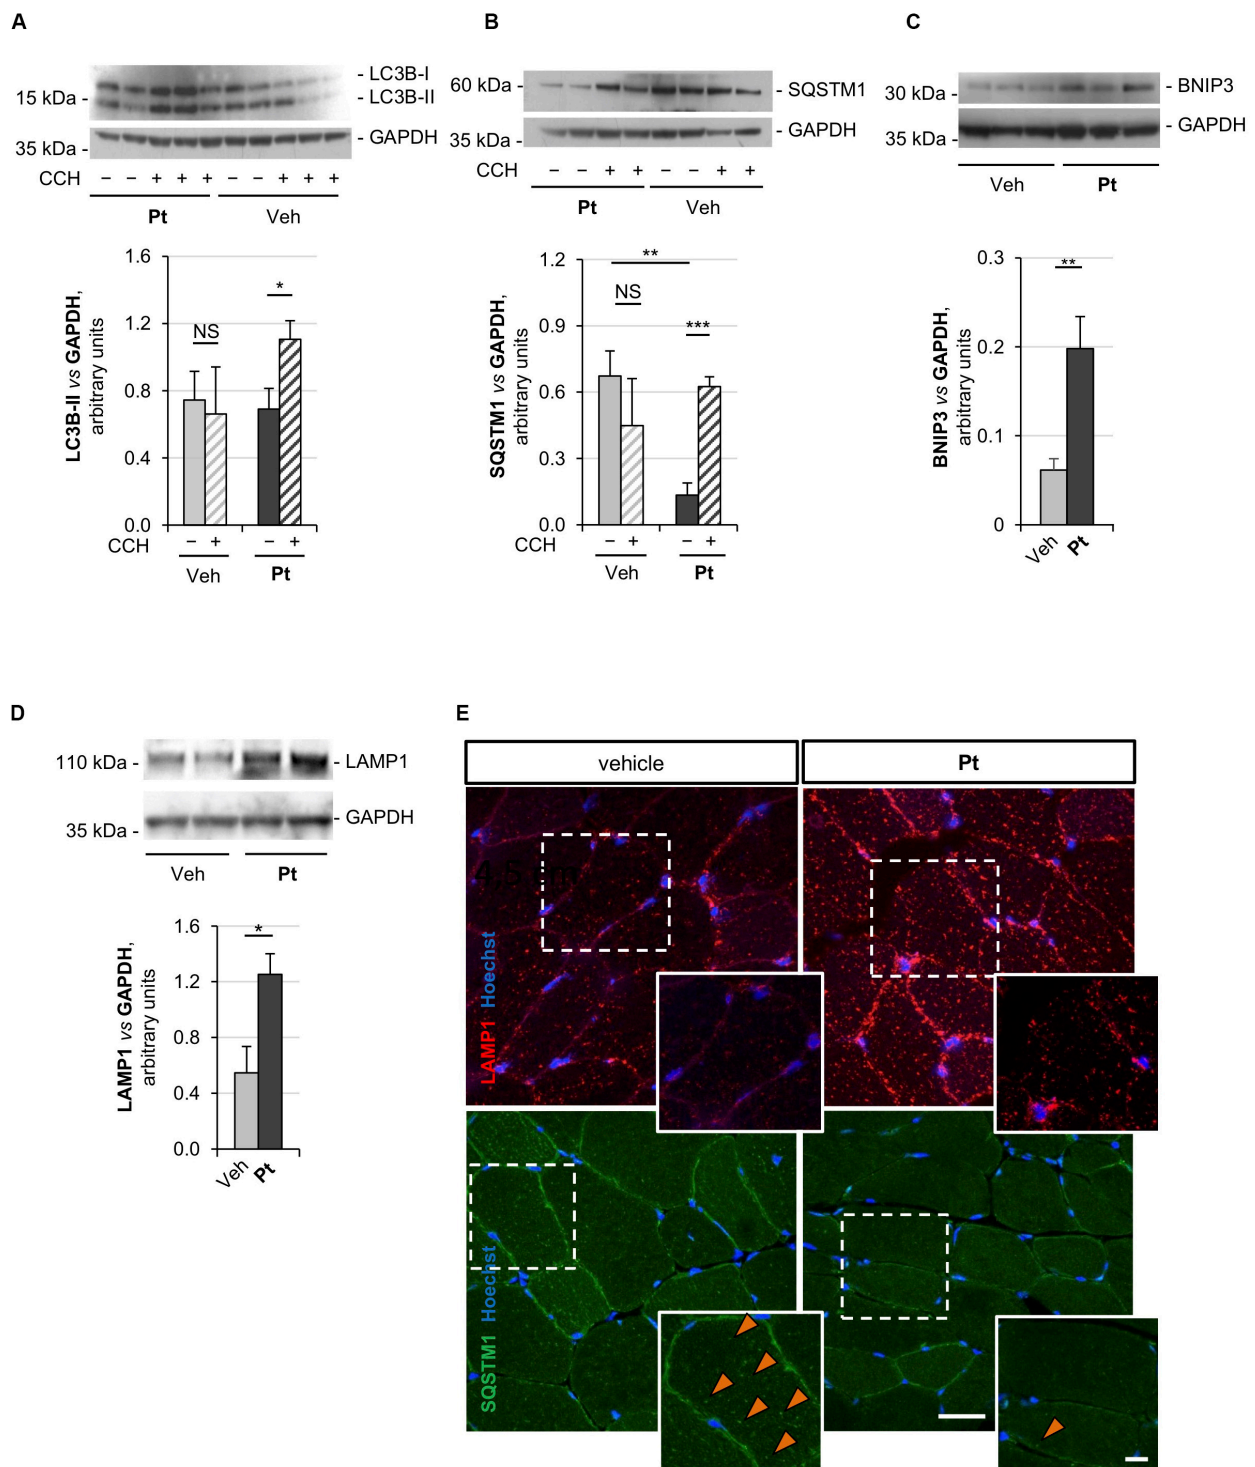 A
B
C
- LC3B-I
15 kDa -
- LC3B-II
35 kDa -
- GAPDH
CCH − − + + + − − + + +
Pt Veh
60 kDa -
- SQSTM1
35 kDa -
- GAPDH
CCH − − + + − − + +
Pt Veh
30 kDa -
- BNIP3
35 kDa -
- GAPDH
Veh Pt
LC3B-II vs GAPDH,
arbitrary units
1.6
1.2
0.8
0.4
0.0
NS
*
CCH − + − +
Veh Pt
SQSTM1 vs GAPDH,
arbitrary units
1.2
0.9
0.6
0.3
0.0
**
NS
***
CCH − + − +
Veh Pt
BNIP3 vs GAPDH,
arbitrary units
0.3
0.2
0.1
0
**
Veh
Pt
D
110 kDa -
- LAMP1
35 kDa -
- GAPDH
Veh Pt
LAMP1 vs GAPDH,
arbitrary units
1.6
1.2
0.8
0.4
0.0
*
Veh
Pt
E
vehicle
Pt
LAMP1 Hoechst
SQSTM1 Hoechst